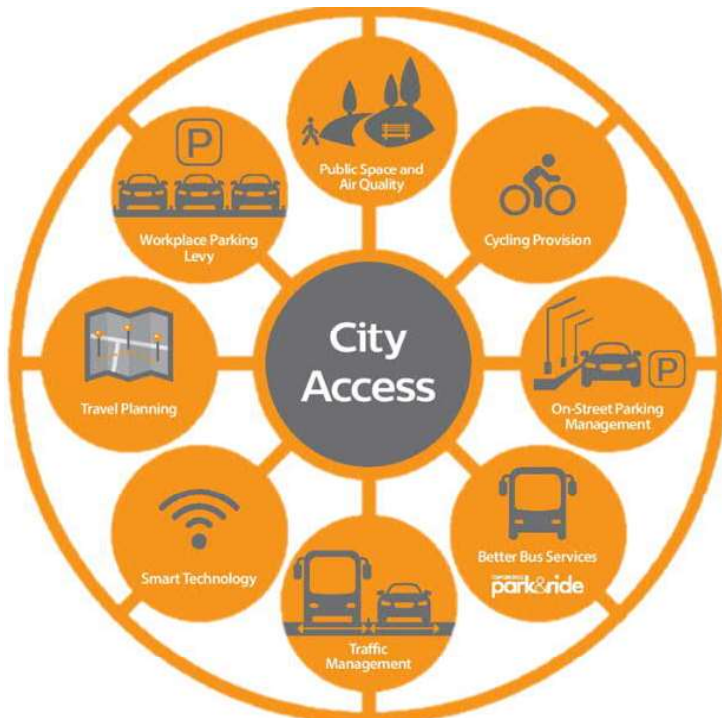 Public Space and
Air Quality
P
Workplace Parking
Levy
Cycling Provision
City
Access
Travel Planning
P
On-Street Parking
Management
Smart Technology
Better Bus Services
park&ride
Traffic
Management